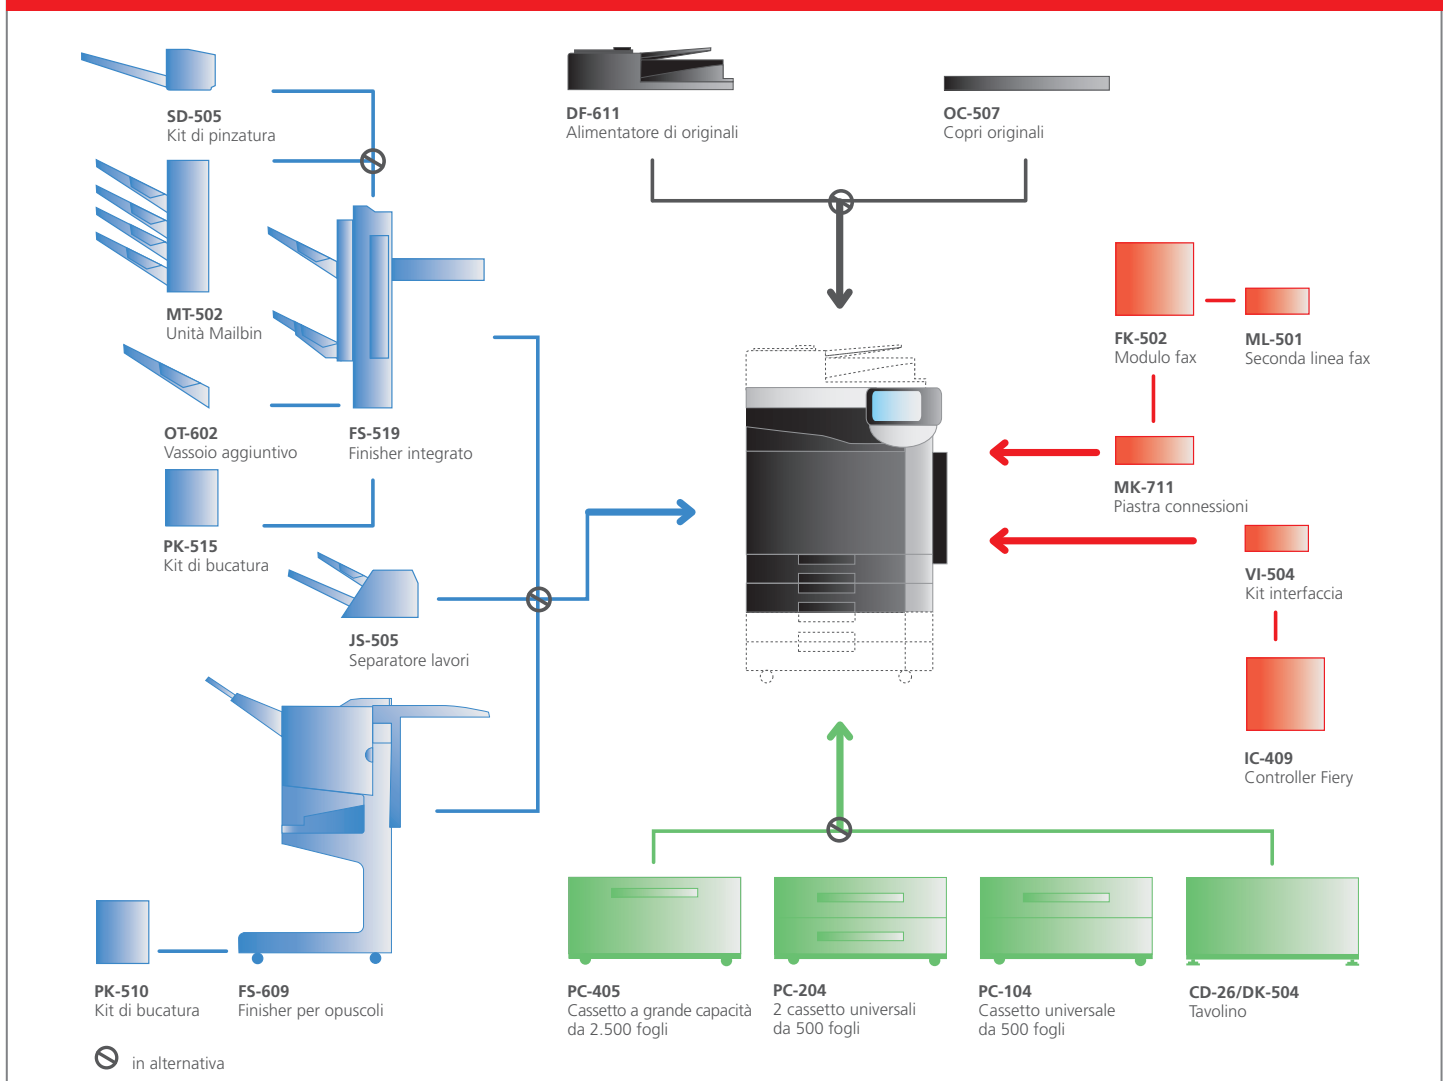 SD-505
Kit di pinzatura
MT-502
Unità Mailbin
OT-602
Vassoio aggiuntivo
FS-519
Finisher integrato
PK-515
Kit di bucatura
JS-505
Separatore lavori
PK-510
Kit di bucatura
FS-609
Finisher per opuscoli
in alternativa
DF-611
Alimentatore di originali
OC-507
Copri originali
FK-502
Modulo fax
ML-501
Seconda linea fax
MK-711
Piastra connessioni
VI-504
Kit interfaccia
IC-409
Controller Fiery
PC-405
Cassetto a grande capacità
da 2.500 fogli
PC-204
2 cassetto universali
da 500 fogli
PC-104
Cassetto universale
da 500 fogli
CD-26/DK-504
Tavolino